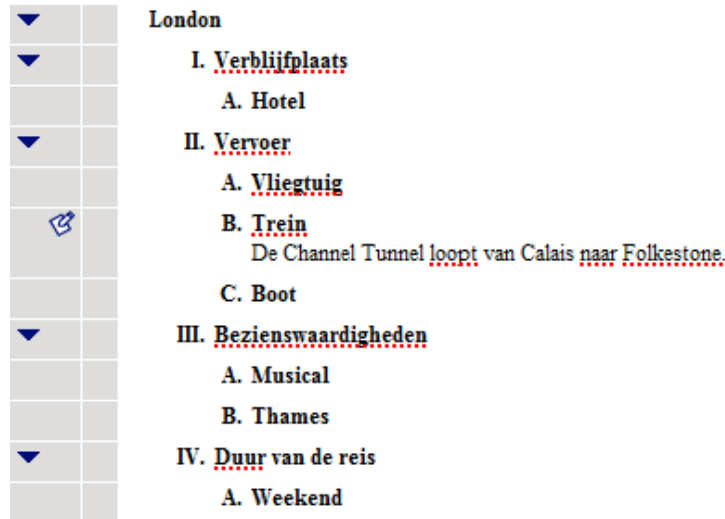 London
I. Verblijfplaats
A. Hotel
II. Vervoer
A. Vliegtuig
B. Trein
De Channel Tunnel loopt van Calais naar Folkestone.
C. Boot
III. Bezienswaardigheden
A. Musical
B. Thames
IV. Duur van de reis
A. Weekend